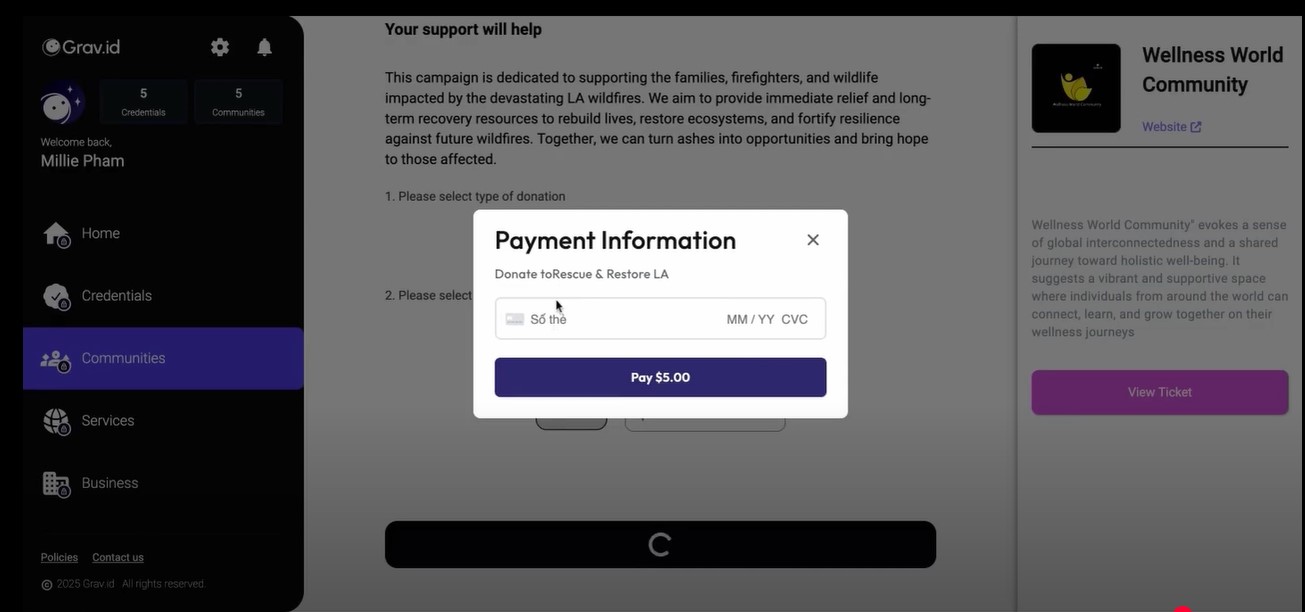 Grav.id
5
Credentials
5
Communities
Welcome back,
Millie Pham
Home
Credentials
Communities
Services
Business
Policies
Contact us
© 2025 Grav.id All rights reserved.
Your support will help
This campaign is dedicated to supporting the families, firefighters, and wildlife
impacted by the devastating LA wildfires. We aim to provide immediate relief and long-
term recovery resources to rebuild lives, restore ecosystems, and fortify resilience
against future wildfires. Together, we can turn ashes into opportunities and bring hope
to those affected.
1. Please select type of donation
2. Please select
Payment Information
Donate toRescue & Restore LA
Số thẻ
MM / YY CVC
Pay $5.00
Wellness World
Community
Website
Wellness World Community" evokes a sense
of global interconnectedness and a shared
journey toward holistic well-being. It
suggests a vibrant and supportive space
where individuals from around the world can
connect, learn, and grow together on their
wellness journeys
View Ticket